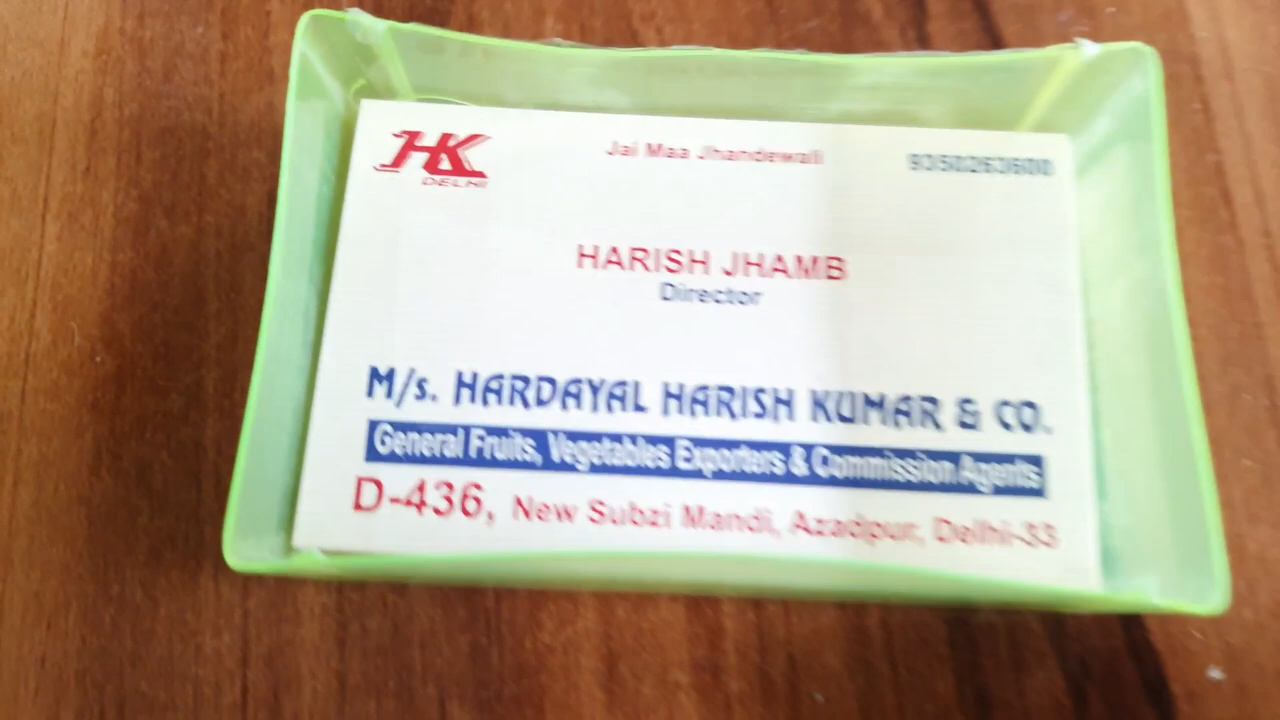 HK
DELHI
Jai Maa Jhandewali
9350263600
HARISH JHAMB
Director
M/s. HARDAYAL HARISH KUMAR & CO.
General Fruits, Vegetables Exporters & Commission Agents
D-436, New Subzi Mandi, Azadpur, Delhi-33